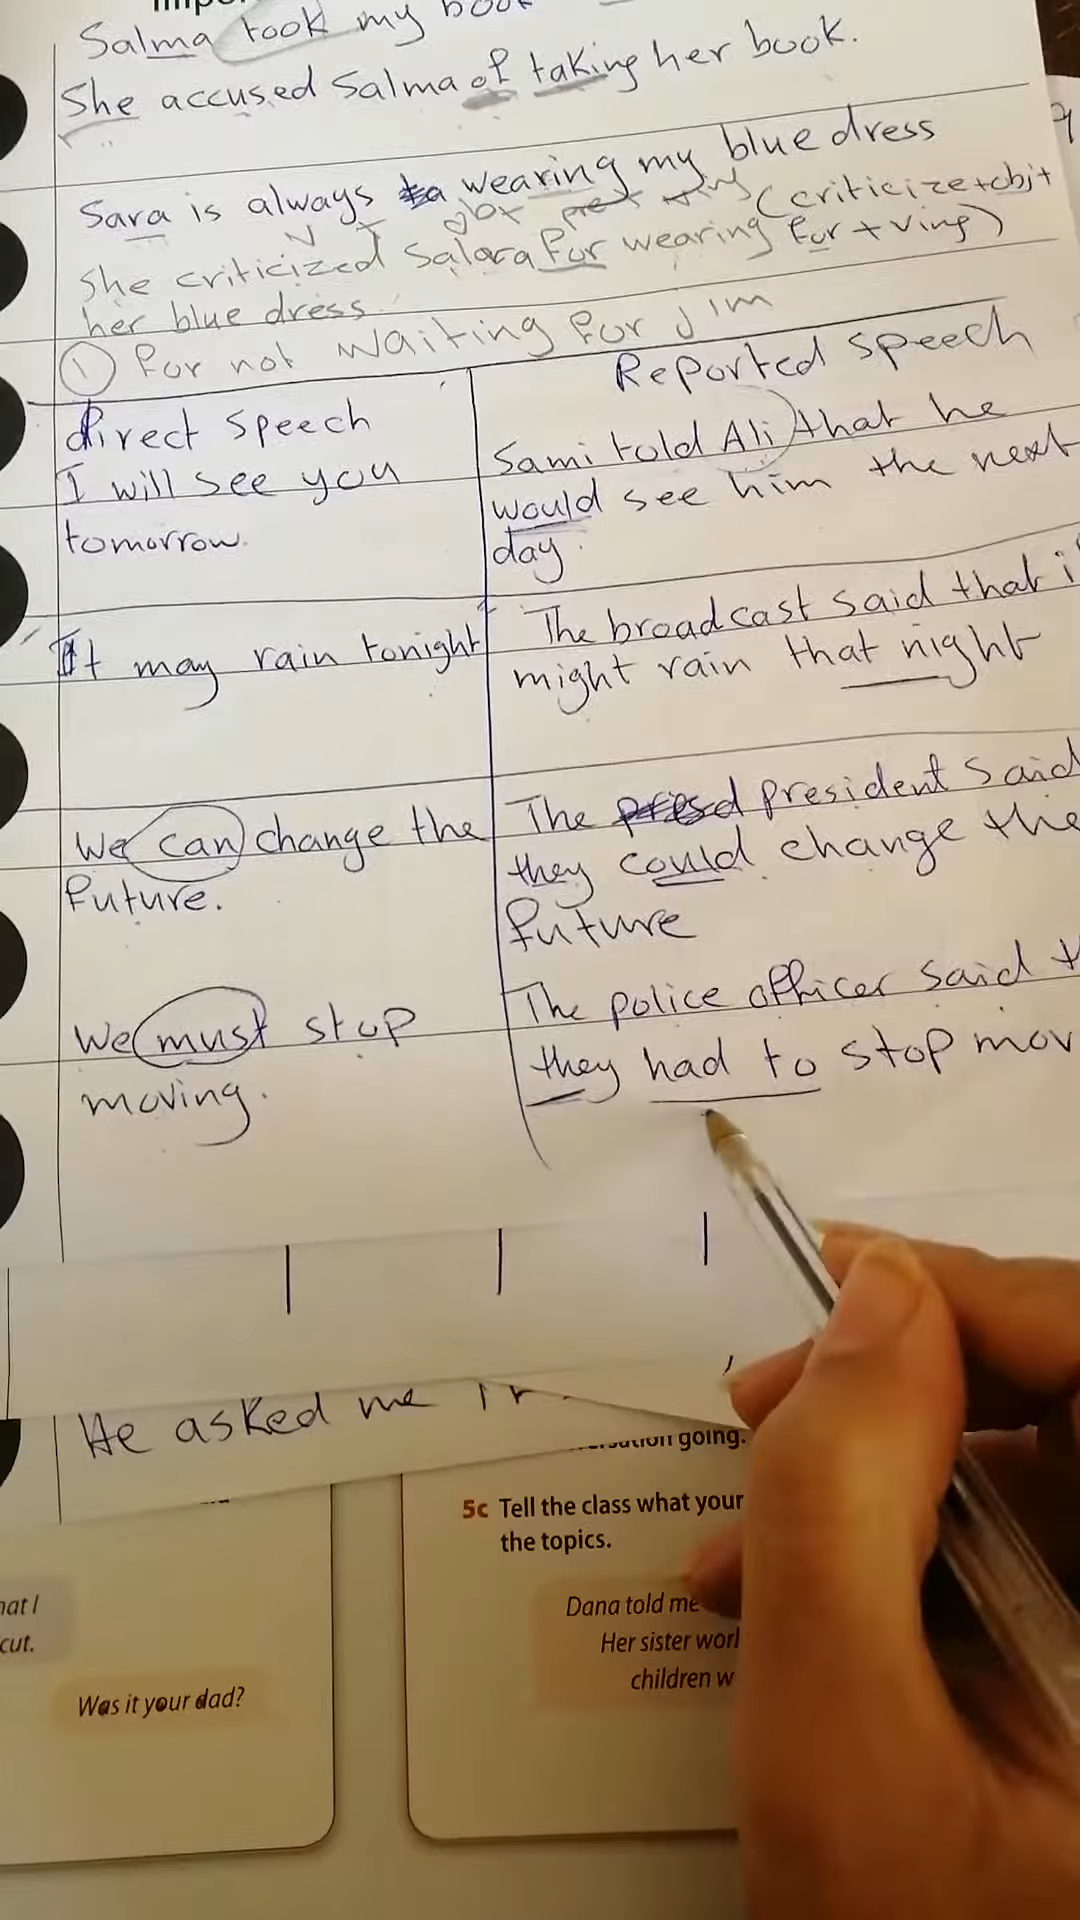 Salma took my book
She accused Salma of taking her book.
Sara is always wearing my blue dress
obj (criticize+obj+
She criticized Salara for wearing for + ving)
her blue dress.
① for not waiting for jim
direct speech
Reported speech
I will see you
tomorrow.
Sami told Ali that he
would see him the next
day.
It may rain tonight
The broadcast said that
might rain that night
We can change the
future.
The president said
they could change the
future
We must stop
moving.
The police officer said
they had to stop mov
He asked me
going.
5c Tell the class what your
the topics.
Dana told me
Her sister
children w
hat I
cut.
Was it your dad?